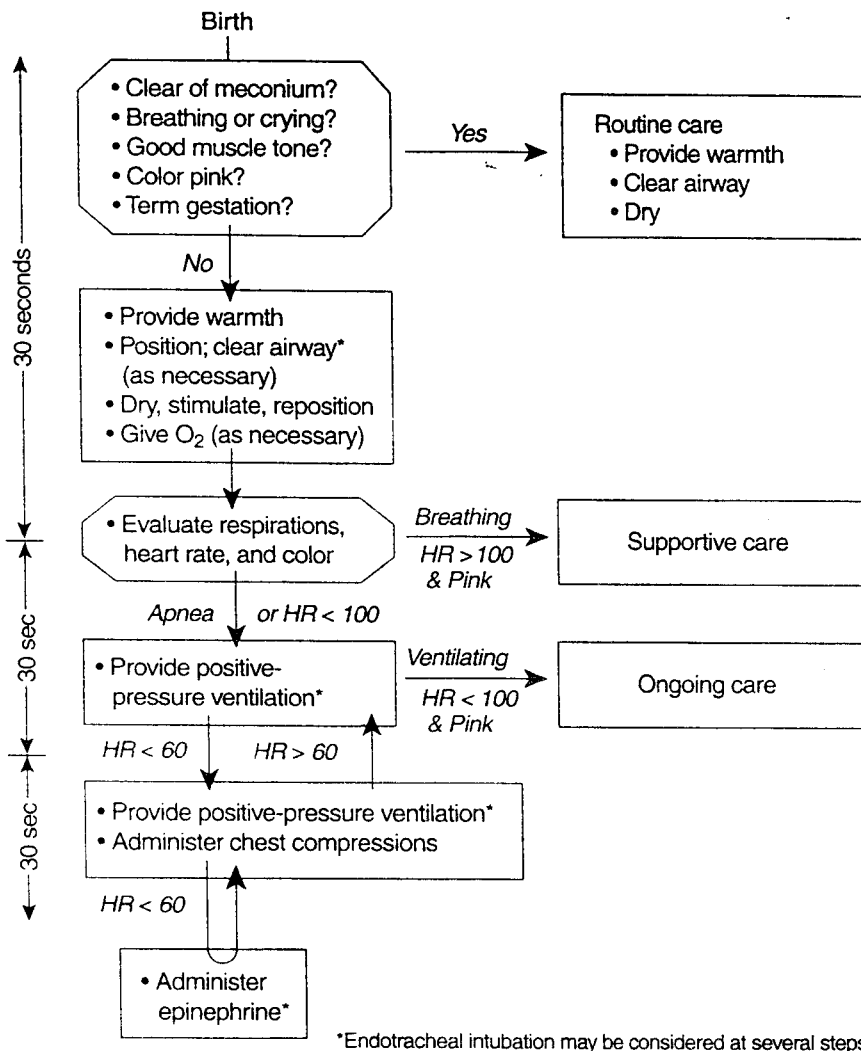 Birth
• Clear of meconium?
• Breathing or crying?
• Good muscle tone?
• Color pink?
• Term gestation?
Yes
Routine care
• Provide warmth
• Clear airway
• Dry
No
30 seconds
• Provide warmth
• Position; clear airway*
(as necessary)
• Dry, stimulate, reposition
• Give O₂ (as necessary)
• Evaluate respirations,
heart rate, and color
Breathing
HR > 100
& Pink
Supportive care
Apnea or HR < 100
30 sec
• Provide positive-
pressure ventilation*
Ventilating
HR < 100
& Pink
Ongoing care
HR < 60
HR > 60
30 sec
• Provide positive-pressure ventilation*
• Administer chest compressions
HR < 60
• Administer
epinephrine*
*Endotracheal intubation may be considered at several steps